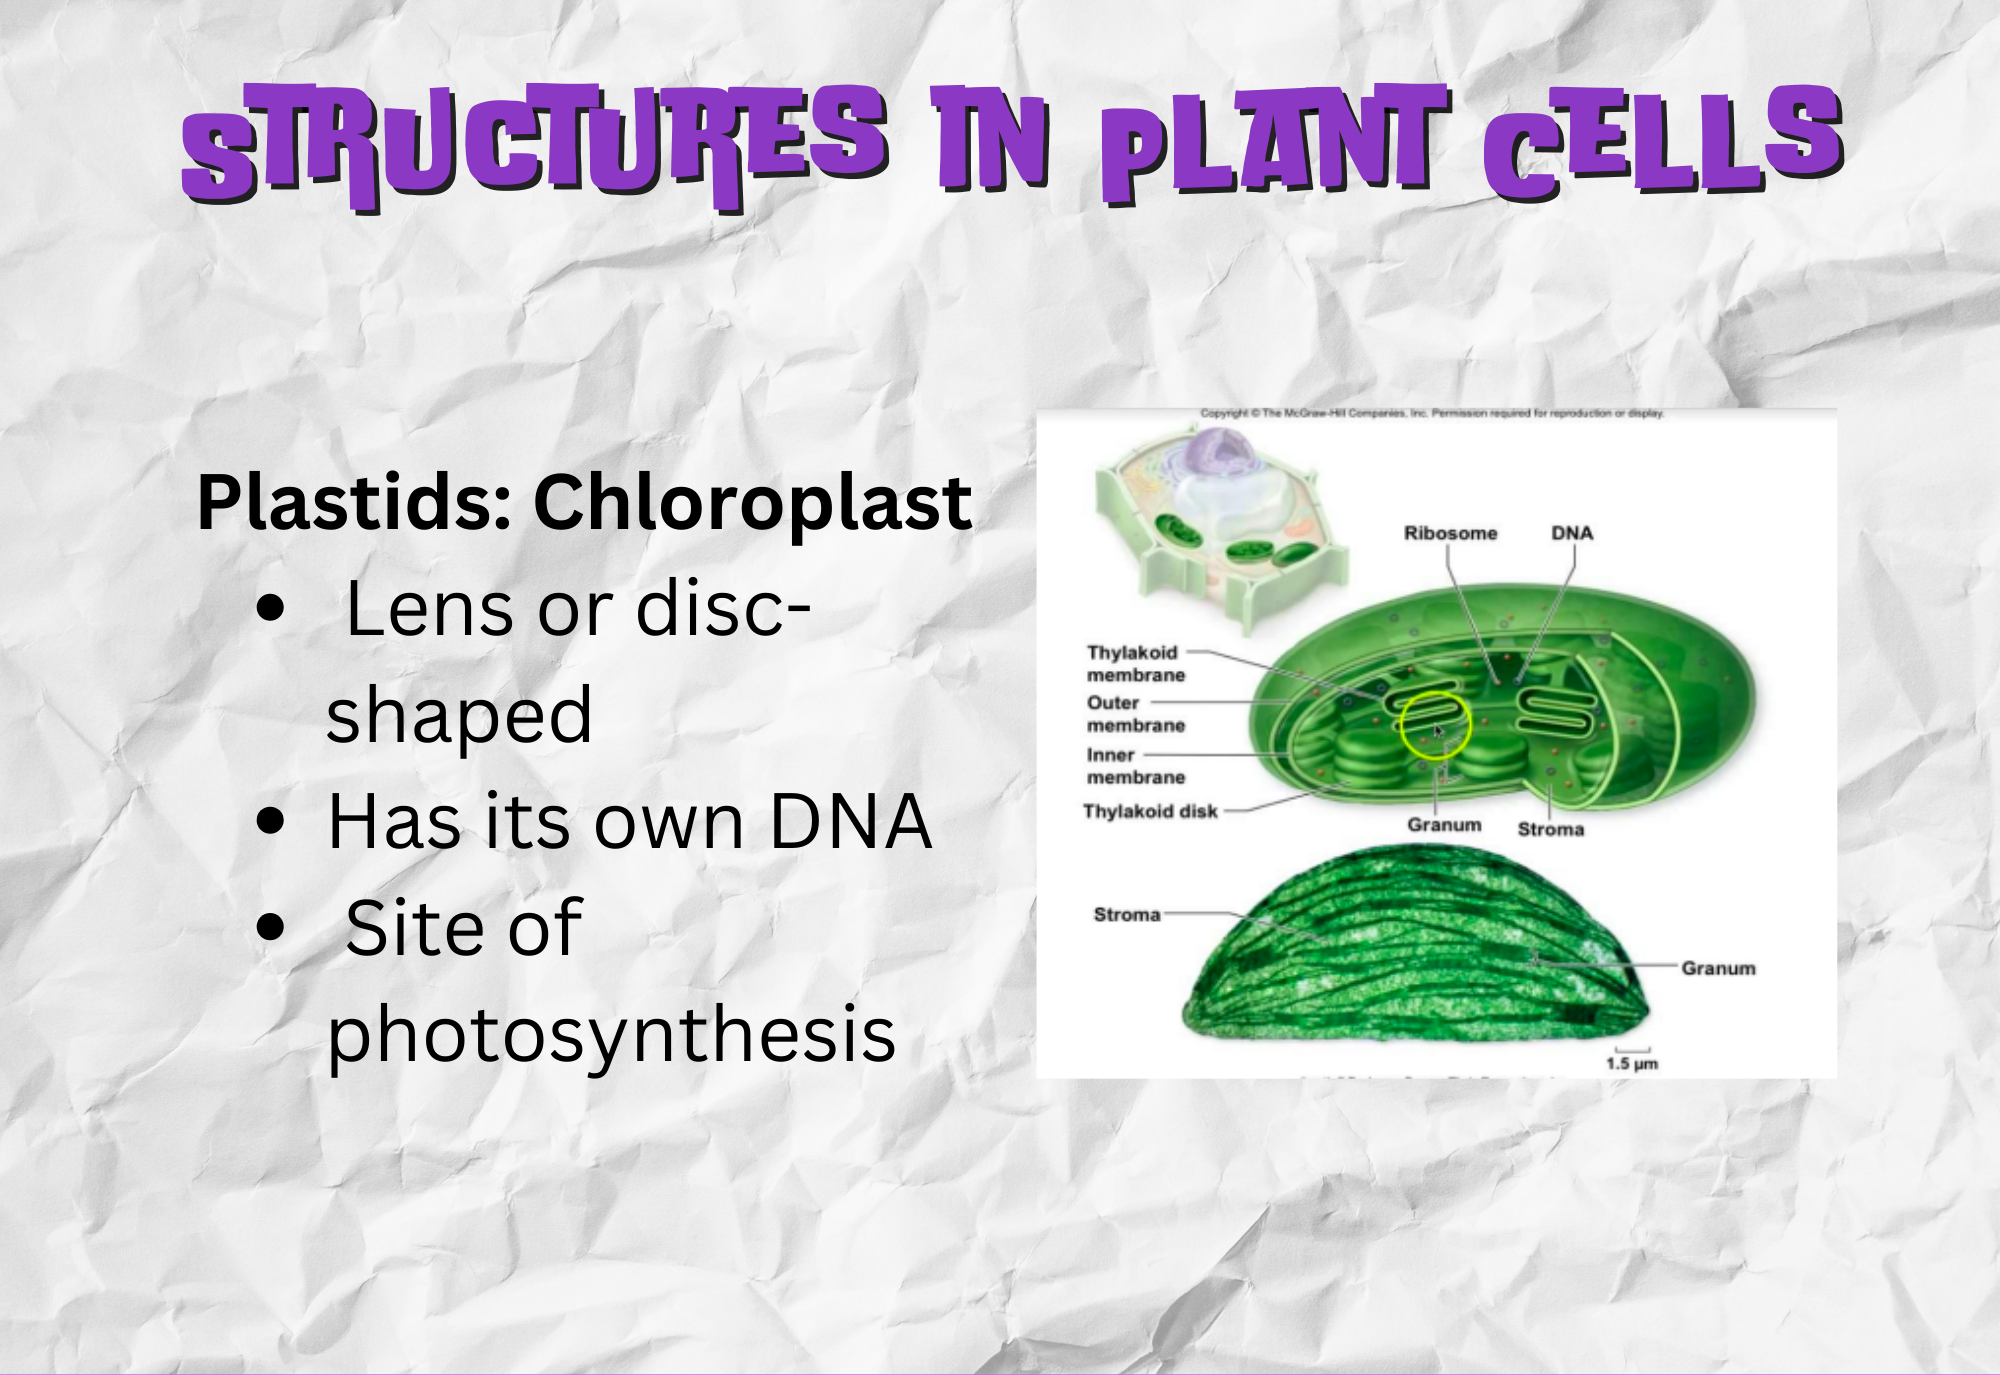 STRUCTURES IN PLANT CELLS
Plastids: Chloroplast
• Lens or disc-
shaped
• Has its own DNA
• Site of
photosynthesis
Copyright © The McGraw-Hill Companies, Inc. Permission required for reproduction or display.
Ribosome
DNA
Thylakoid
membrane
Outer
membrane
Inner
membrane
Thylakoid disk
Granum
Stroma
Stroma
Granum
1.5 µm